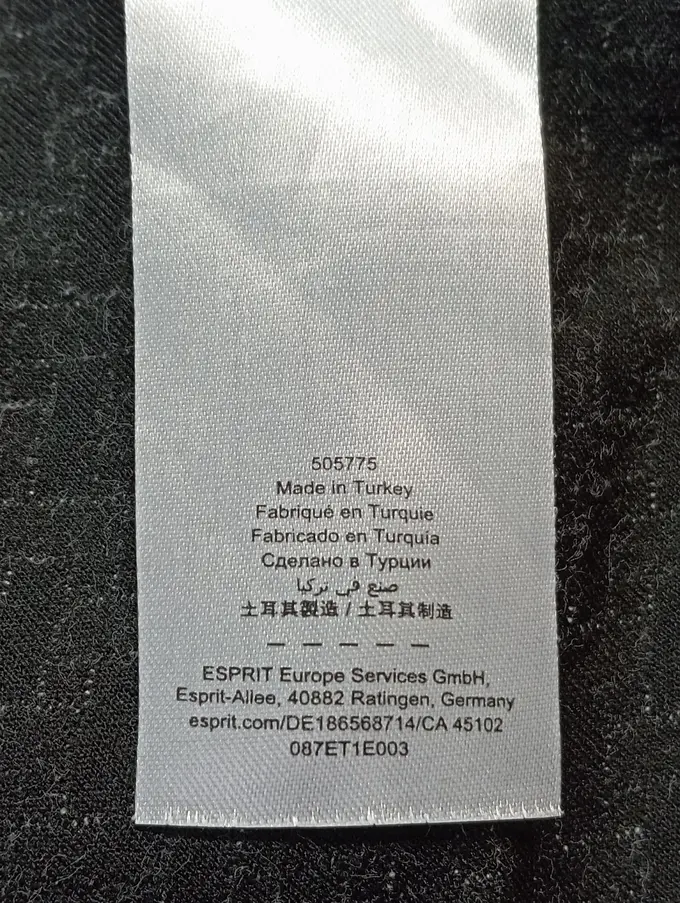 505775
Made in Turkey
Fabriqué en Turquie
Fabricado en Turquía
Сделано в Турции
صنع في تركيا
土耳其製造 / 土耳其制造
— — — — —
ESPRIT Europe Services GmbH,
Esprit-Allee, 40882 Ratingen, Germany
esprit.com/DE186568714/CA 45102
087ET1E003